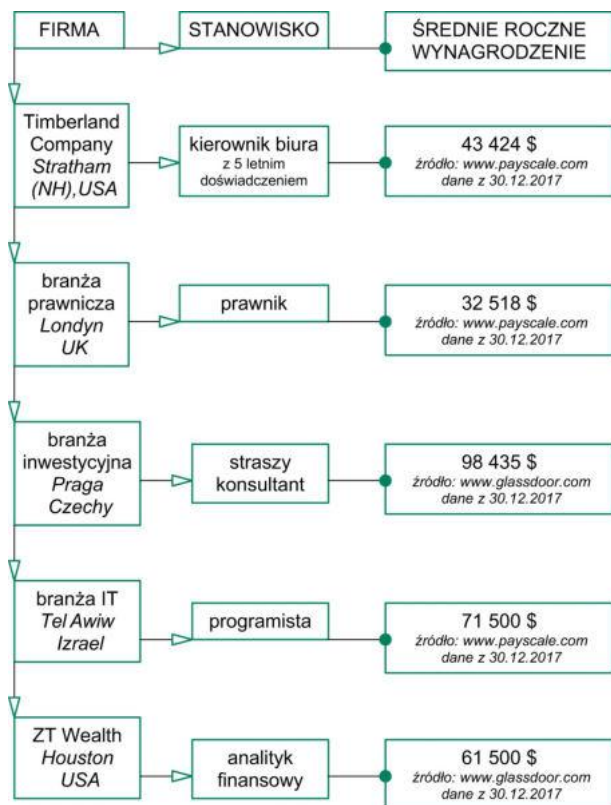 FIRMA
STANOWISKO
ŚREDNIE ROCZNE
WYNAGRODZENIE
Timberland
Company
Stratham
(NH),USA
kierownik biura
z 5 letnim
doświadczeniem
43 424 $
źródło: www.payscale.com
dane z 30.12.2017
branża
prawnicza
Londyn
UK
prawnik
32 518 $
źródło: www.payscale.com
dane z 30.12.2017
branża
inwestycyjna
Praga
Czechy
straszy
konsultant
98 435 $
źródło: www.glassdoor.com
dane z 30.12.2017
branża IT
Tel Awiw
Izrael
programista
71 500 $
źródło: www.payscale.com
dane z 30.12.2017
ZT Wealth
Houston
USA
analityk
finansowy
61 500 $
źródło: www.glassdoor.com
dane z 30.12.2017